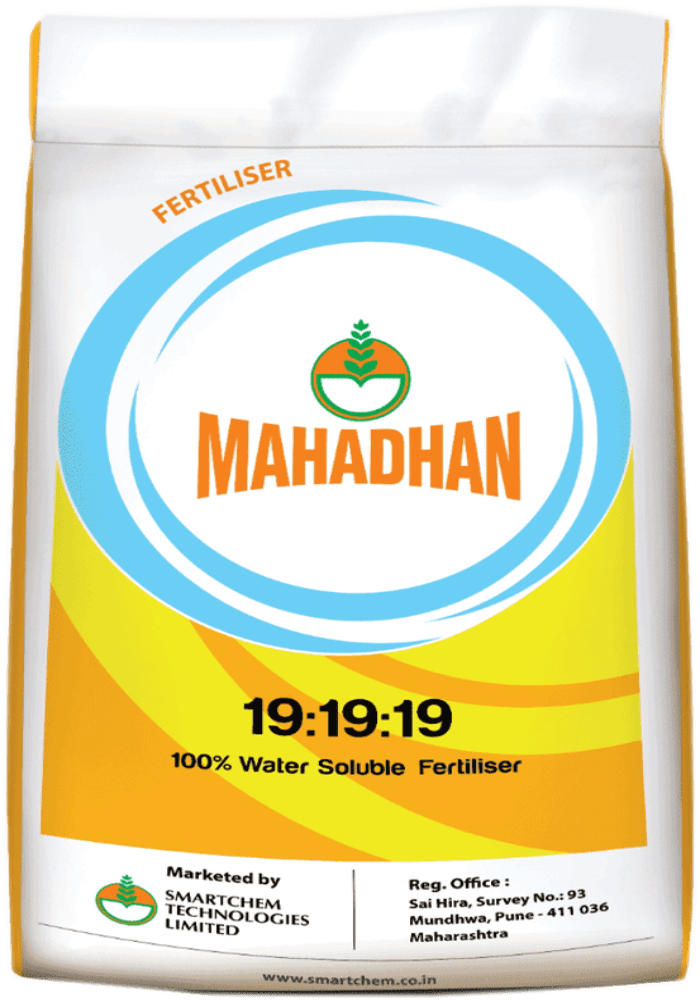 FERTILISER
MAHADHAN
19:19:19
100% Water Soluble Fertiliser
Marketed by
SMARTCHEM
TECHNOLOGIES
LIMITED
Reg. Office :
Sai Hira, Survey No.: 93
Mundhwa, Pune - 411 036
Maharashtra
www.smartchem.co.in